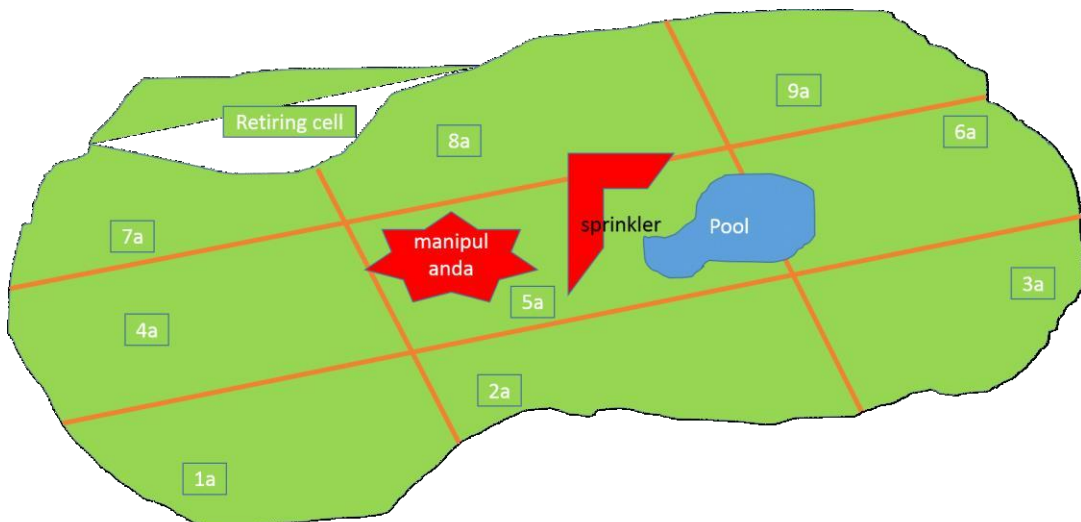 9a
Retiring cell
6a
8a
7a
manipul
anda
sprinkler
Pool
3a
5a
4a
2a
1a